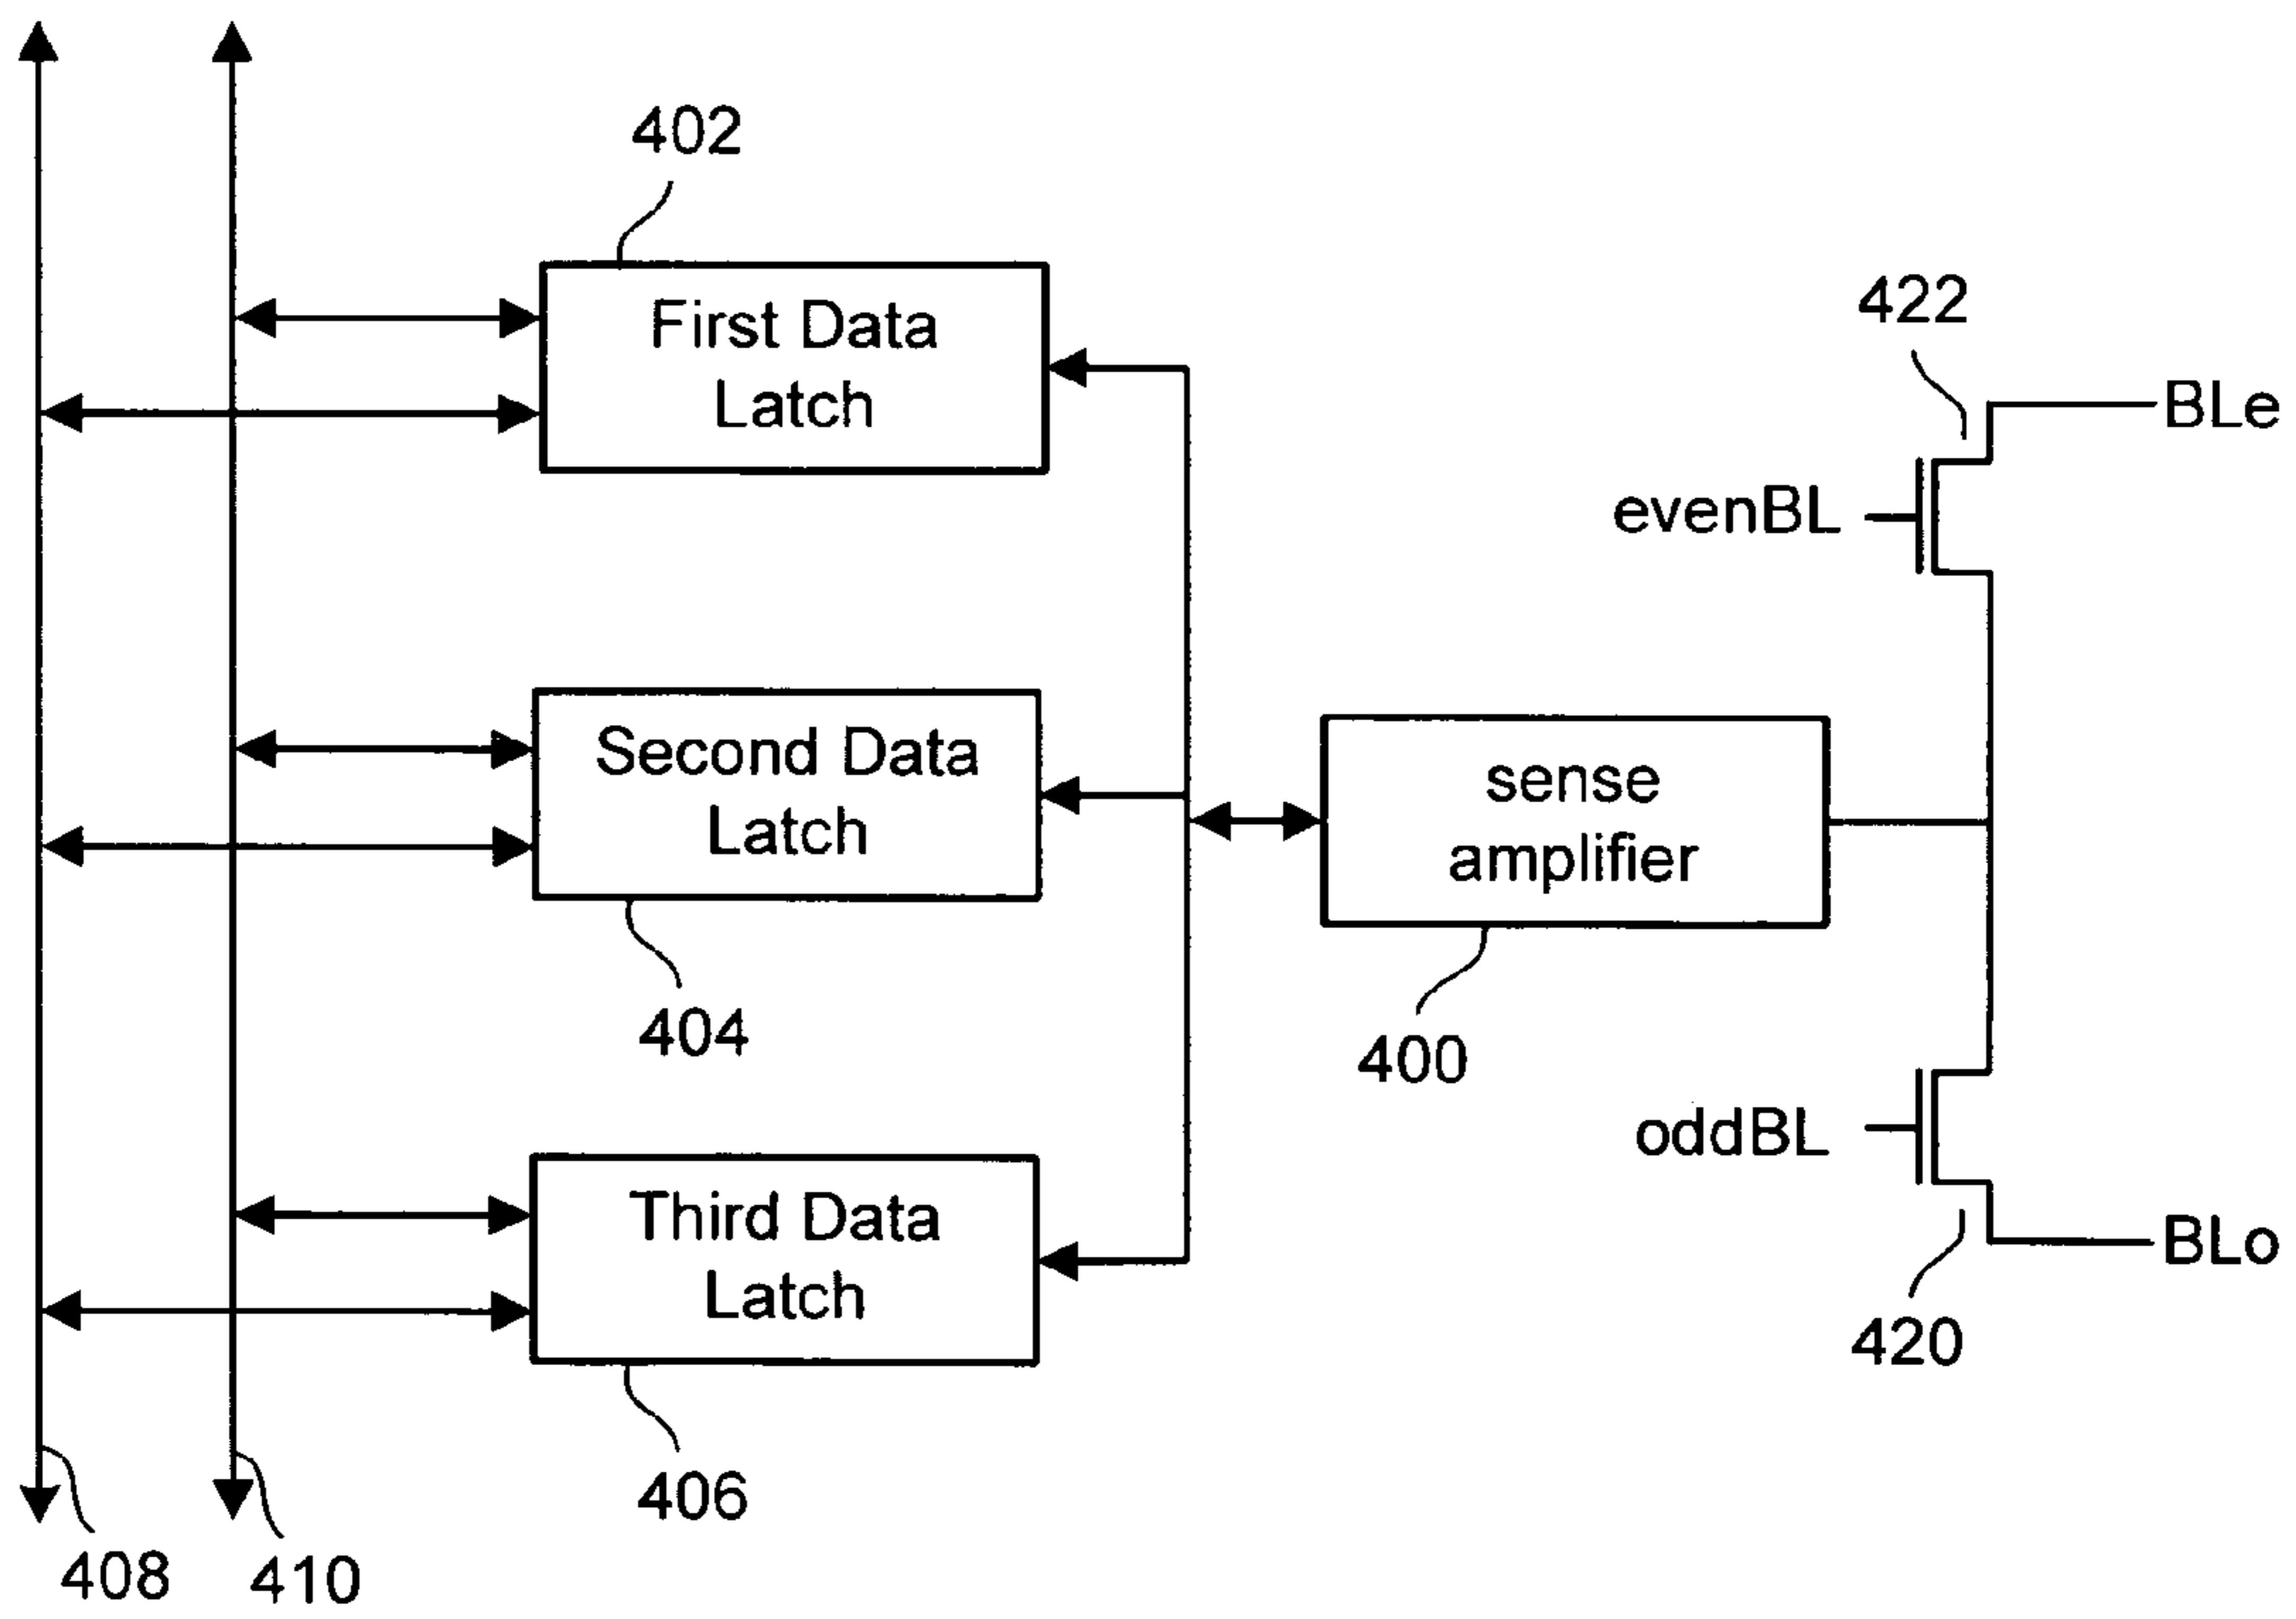 402
First Data
Latch
422
BLe
evenBL
Second Data
Latch
404
sense
amplifier
400
oddBL
BLo
420
Third Data
Latch
406
408
410